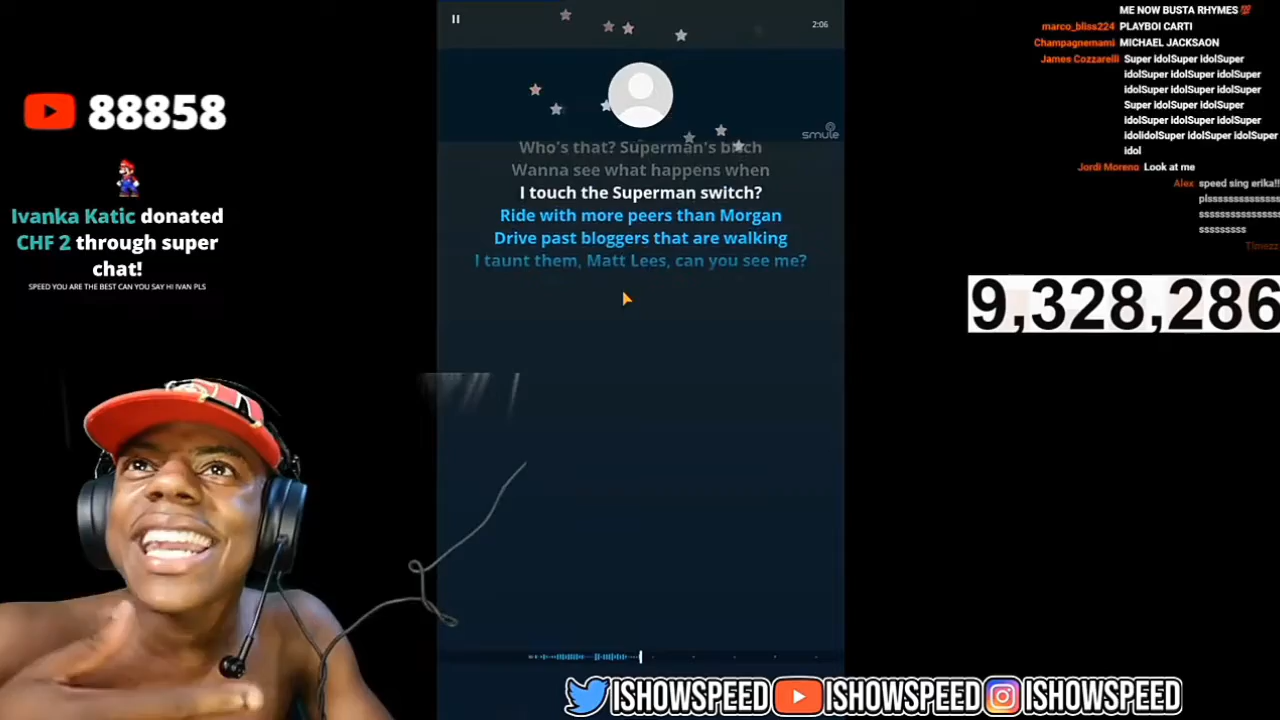 88858
Ivanka Katic donated
CHF 2 through super
chat!
SPEED YOU ARE THE BEST CAN YOU SAY HI IVAN PLS
2:06
smule
Who's that? Superman's bitch
Wanna see what happens when
I touch the Superman switch?
Ride with more peers than Morgan
Drive past bloggers that are walking
I taunt them, Matt Lees, can you see me?
ME NOW BUSTA RHYMES 💯
marco_bliss224 PLAYBOI CARTI
Champagnemami MICHAEL JACKSAON
James Cozzarelli Super idolSuper idolSuper
idolSuper idolSuper idolSuper
idolSuper idolSuper idolSuper
Super idolSuper idolSuper
idolSuper idolSuper idolSuper
idolidolSuper idolSuper idolSuper
idol
Jordi Moreno Look at me
Alex speed sing erika!!
plsssssssssssss
ssssssssssssss
sssssssss
9,328,286
ISHOWSPEED ISHOWSPEED ISHOWSPEED